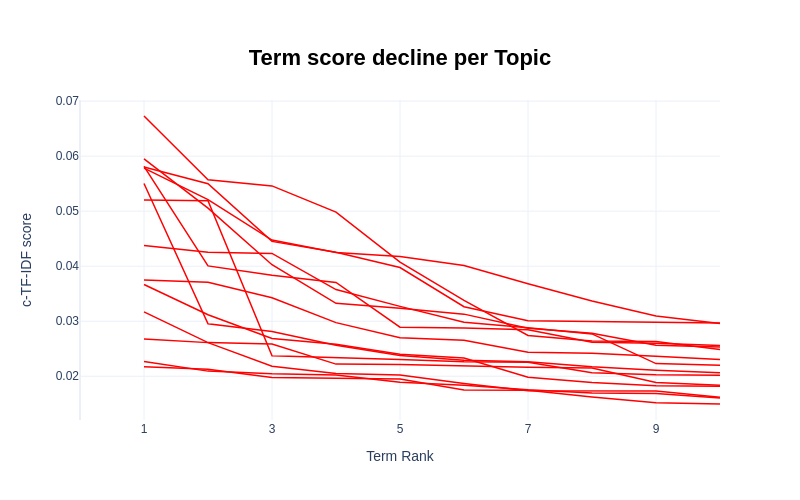 Term score decline per Topic
0.07
0.06
0.05
0.04
0.03
0.02
c-TF-IDF score
1 3 5 7 9
Term Rank